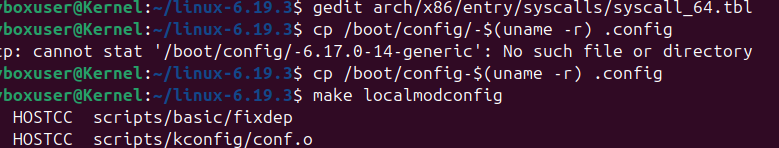 vboxuser@Kernel:~/linux-6.19.3$ gedit arch/x86/entry/syscalls/syscall_64.tbl
vboxuser@Kernel:~/linux-6.19.3$ cp /boot/config/-$(uname -r) .config
cp: cannot stat '/boot/config/-6.17.0-14-generic': No such file or directory
vboxuser@Kernel:~/linux-6.19.3$ cp /boot/config-$(uname -r) .config
vboxuser@Kernel:~/linux-6.19.3$ make localmodconfig
HOSTCC scripts/basic/fixdep
HOSTCC scripts/kconfig/conf.o